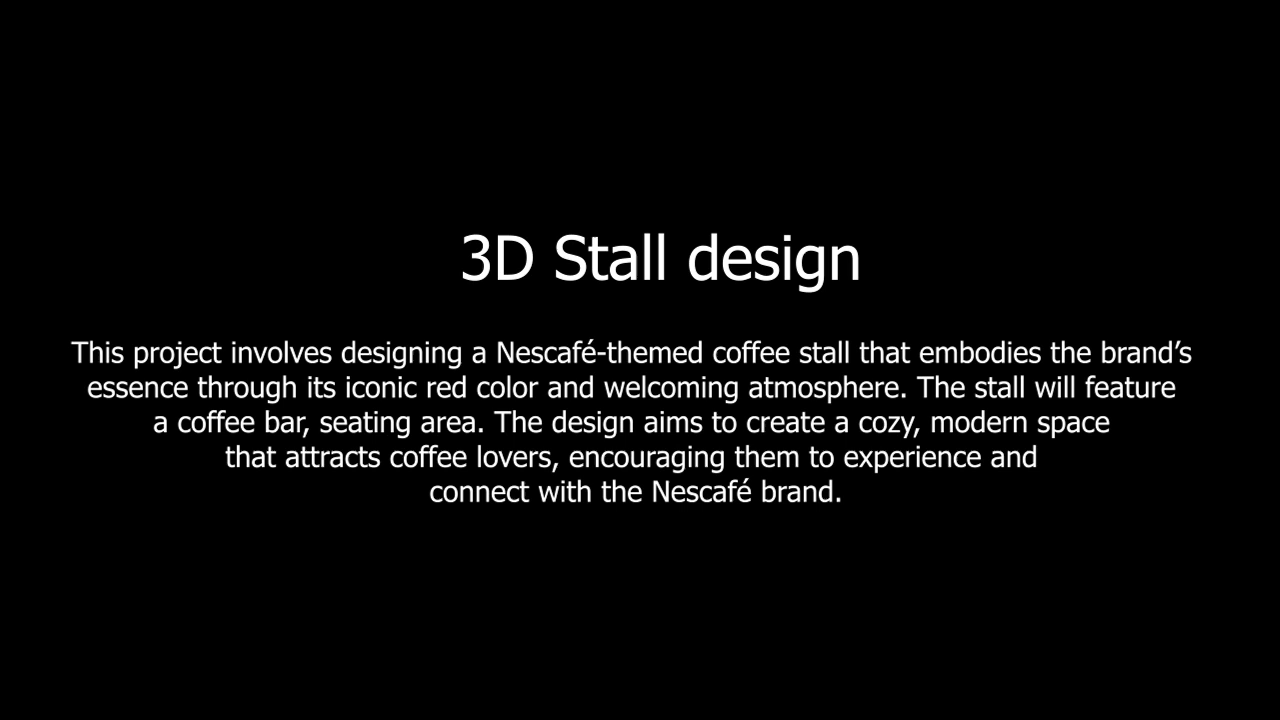 3D Stall design
This project involves designing a Nescafé-themed coffee stall that embodies the brand’s
essence through its iconic red color and welcoming atmosphere. The stall will feature
a coffee bar, seating area. The design aims to create a cozy, modern space
that attracts coffee lovers, encouraging them to experience and
connect with the Nescafé brand.